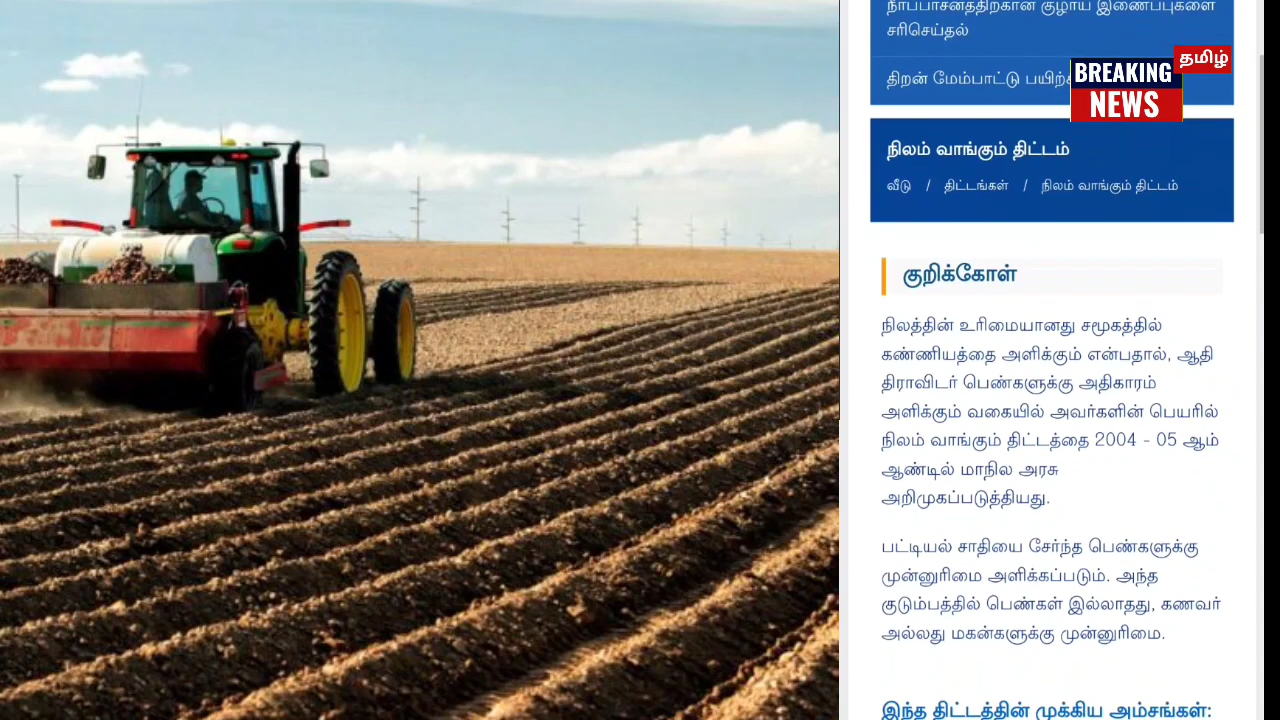 நீர்ப்பாசனத்திற்கான குழாய் இணைப்புகளை
சரிசெய்தல்
திறன் மேம்பாட்டு
BREAKING
NEWS
தமிழ்
நிலம் வாங்கும் திட்டம்
வீடு / திட்டங்கள் / நிலம் வாங்கும் திட்டம்
குறிக்கோள்
நிலத்தின் உரிமையானது சமூகத்தில்
கண்ணியத்தை அளிக்கும் என்பதால், ஆதி
திராவிடர் பெண்களுக்கு அதிகாரம்
அளிக்கும் வகையில் அவர்களின் பெயரில்
நிலம் வாங்கும் திட்டத்தை 2004 - 05 ஆம்
ஆண்டில் மாநில அரசு
அறிமுகப்படுத்தியது.
பட்டியல் சாதியை சேர்ந்த பெண்களுக்கு
முன்னுரிமை அளிக்கப்படும். அந்த
குடும்பத்தில் பெண்கள் இல்லாதது, கணவர்
அல்லது மகன்களுக்கு முன்னுரிமை.
இந்த திட்டத்தின் முக்கிய அம்சங்கள்: